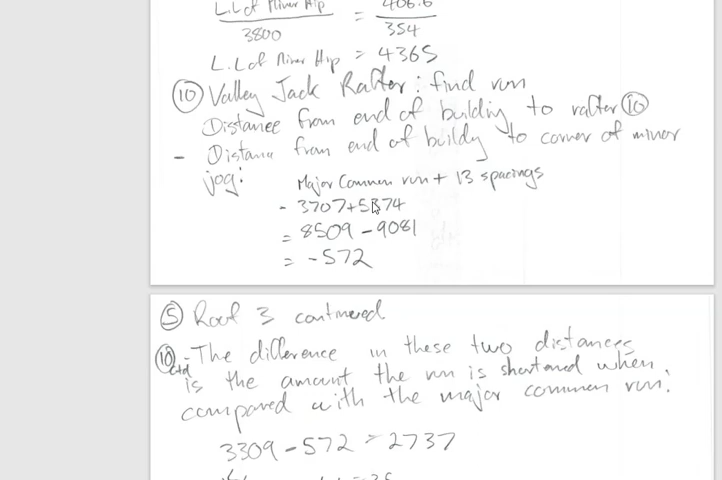 L.L of Minor Hip = 406.6
3800 354
L.L of Minor Hip = 4365
⑩ Valley Jack Rafter: find run
Distance from end of building to rafter ⑩
- Distance from end of buildy to corner of minor
jog: Major Common run + 13 spacings
- 3707+5374
= 8509 - 9081
= -572
⑤ Roof 3 continued
⑩ ctd - The difference in these two distances
is the amount the run is shortened when
compared with the major common run.
3309 - 572 = 2737